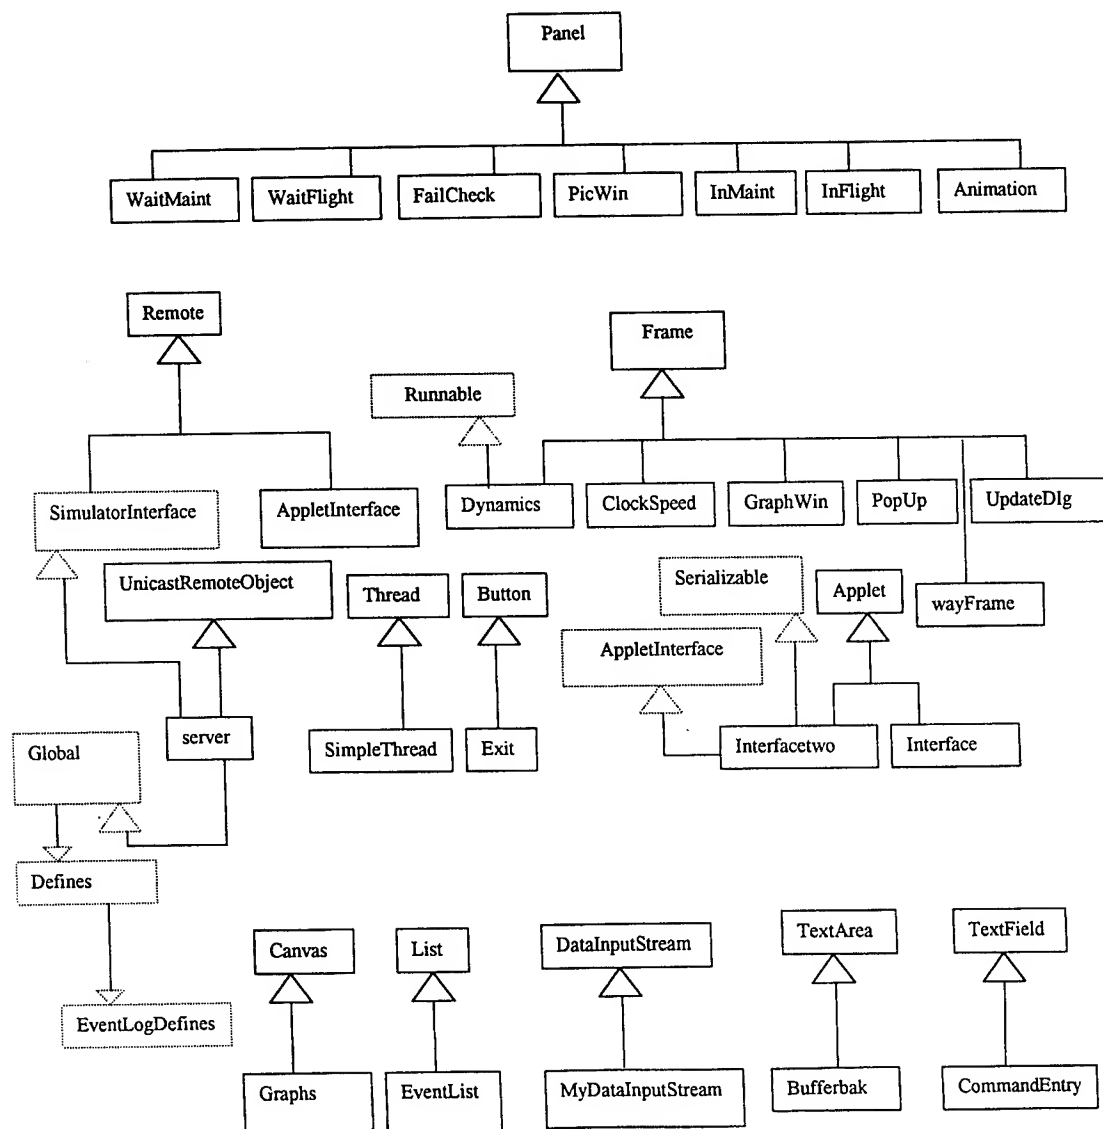 Panel
WaitMaint
WaitFlight
FailCheck
PicWin
InMaint
InFlight
Animation
Remote
Frame
Runnable
SimulatorInterface
AppletInterface
Dynamics
ClockSpeed
GraphWin
PopUp
UpdateDlg
UnicastRemoteObject
Thread
Button
Serializable
Applet
wayFrame
AppletInterface
server
SimpleThread
Exit
Interfacetwo
Interface
Global
Defines
Canvas
List
DataInputStream
TextArea
TextField
EventLogDefines
Graphs
EventList
MyDataInputStream
Bufferbak
CommandEntry